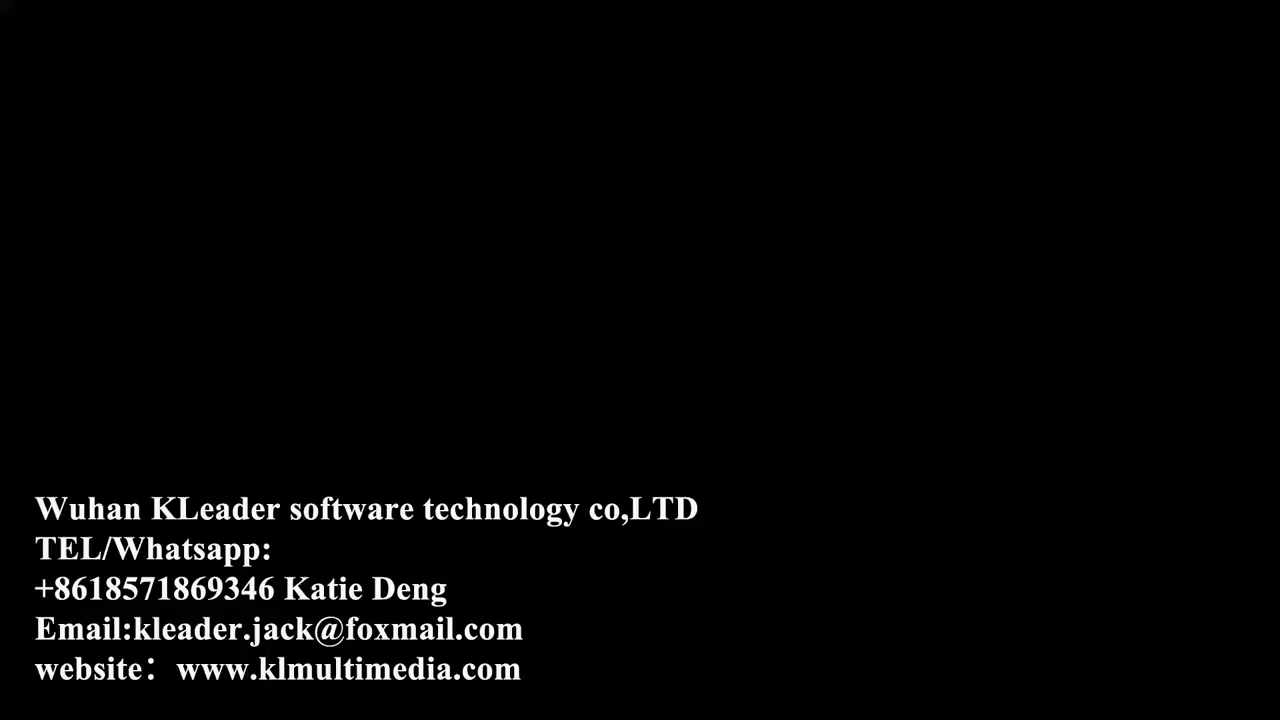 Wuhan KLeader software technology co,LTD
TEL/Whatsapp:
+8618571869346 Katie Deng
Email:kleader.jack@foxmail.com
website：www.klmultimedia.com